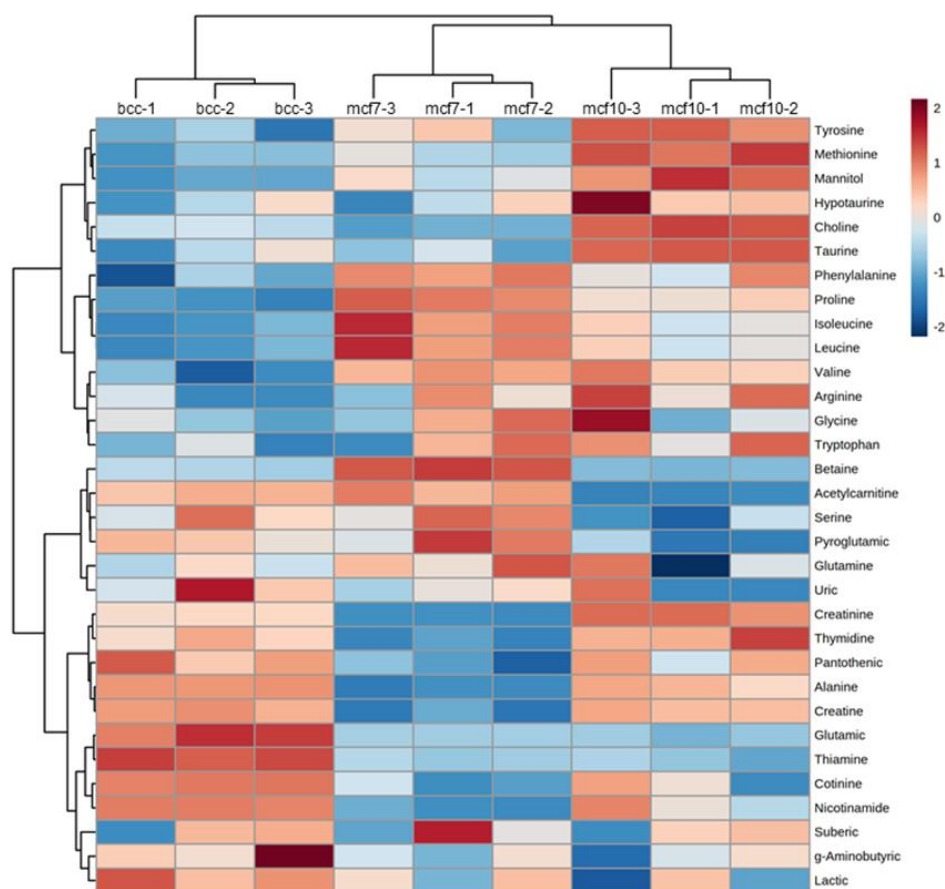 bcc-1 bcc-2 bcc-3 mcf7-3 mcf7-1 mcf7-2 mcf10-3 mcf10-1 mcf10-2
2
1
0
-1
-2
Tyrosine
Methionine
Mannitol
Hypotaurine
Choline
Taurine
Phenylalanine
Proline
Isoleucine
Leucine
Valine
Arginine
Glycine
Tryptophan
Betaine
Acetylcarnitine
Serine
Pyroglutamic
Glutamine
Uric
Creatinine
Thymidine
Pantothenic
Alanine
Creatine
Glutamic
Thiamine
Cotinine
Nicotinamide
Suberic
g-Aminobutyric
Lactic